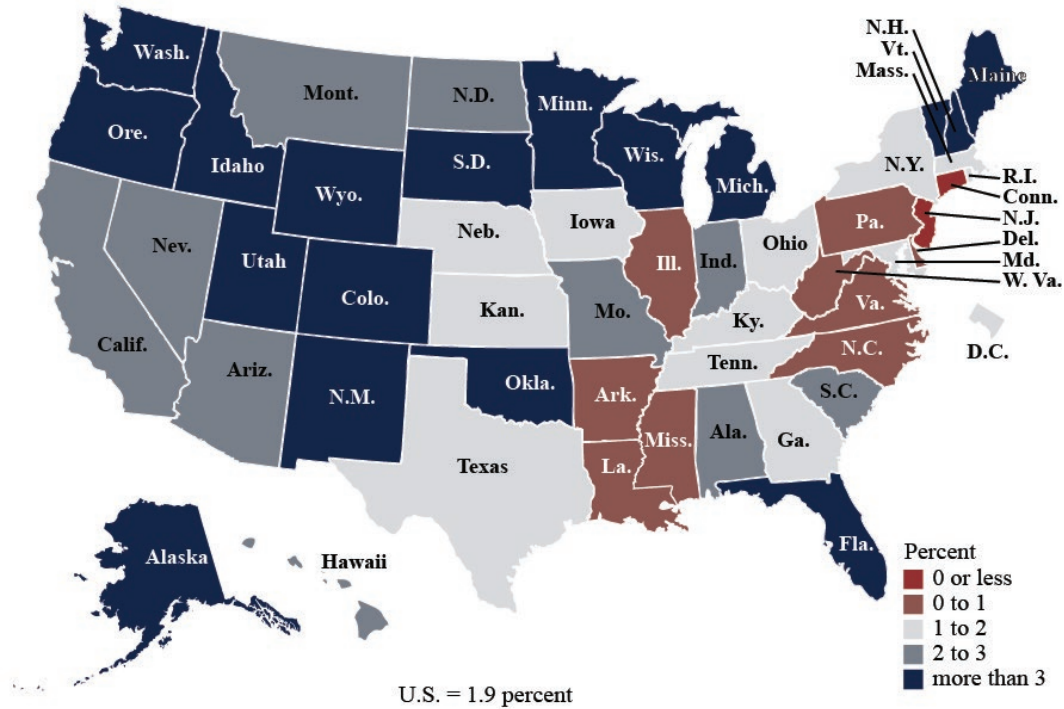 N.H.
Vt.
Mass.
Wash.
Mont.
N.D.
Minn.
Maine
Ore.
Idaho
S.D.
Wis.
Mich.
N.Y.
R.I.
Conn.
N.J.
Del.
Md.
W. Va.
Wyo.
Nev.
Utah
Colo.
Neb.
Iowa
Ill.
Ind.
Ohio
Pa.
Calif.
Kan.
Mo.
Ky.
Va.
D.C.
Ariz.
N.M.
Okla.
Ark.
Tenn.
N.C.
S.C.
Texas
La.
Miss.
Ala.
Ga.
Fla.
Alaska
Hawaii
Percent
0 or less
0 to 1
1 to 2
2 to 3
more than 3
U.S. = 1.9 percent